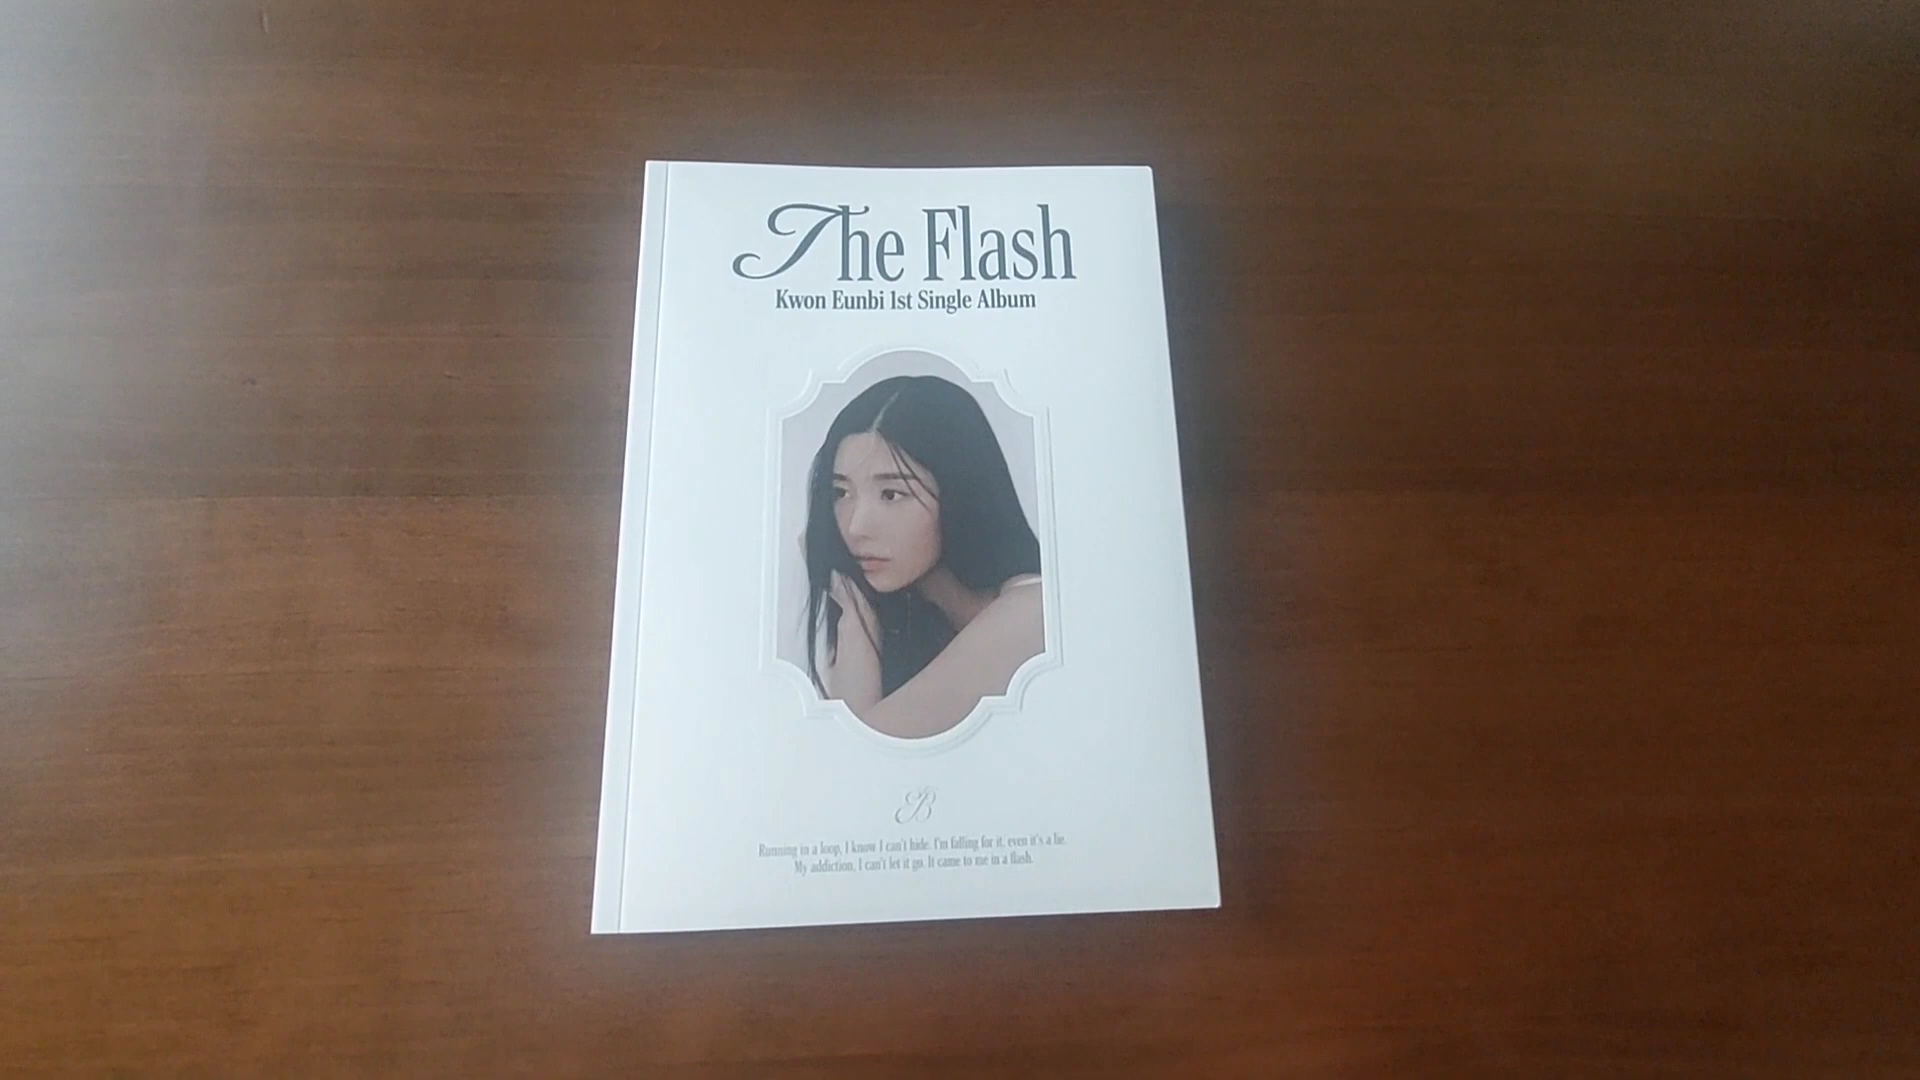 The Flash
Kwon Eunbi 1st Single Album
B
Running in a loop, I know I can't hide. I'm falling for it, even it's a lie.
My addiction, I can't let it go. It came to me in a flash.